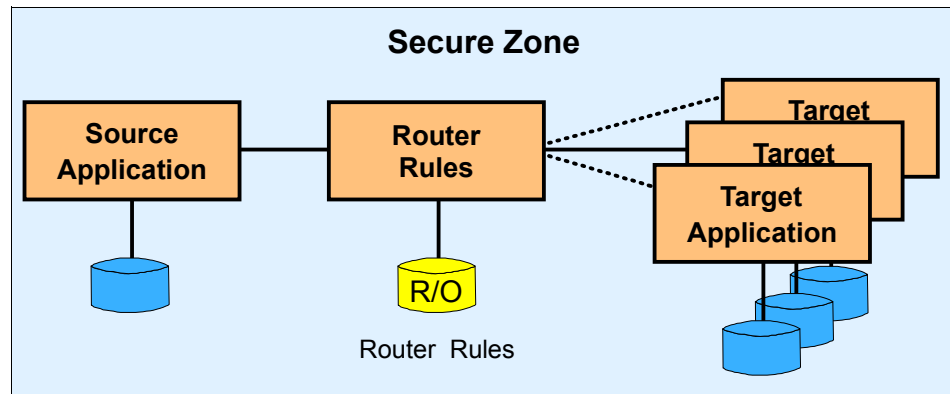 Secure Zone
Source
Application
Router
Rules
Target
Target
Target
Application
R/O
Router Rules